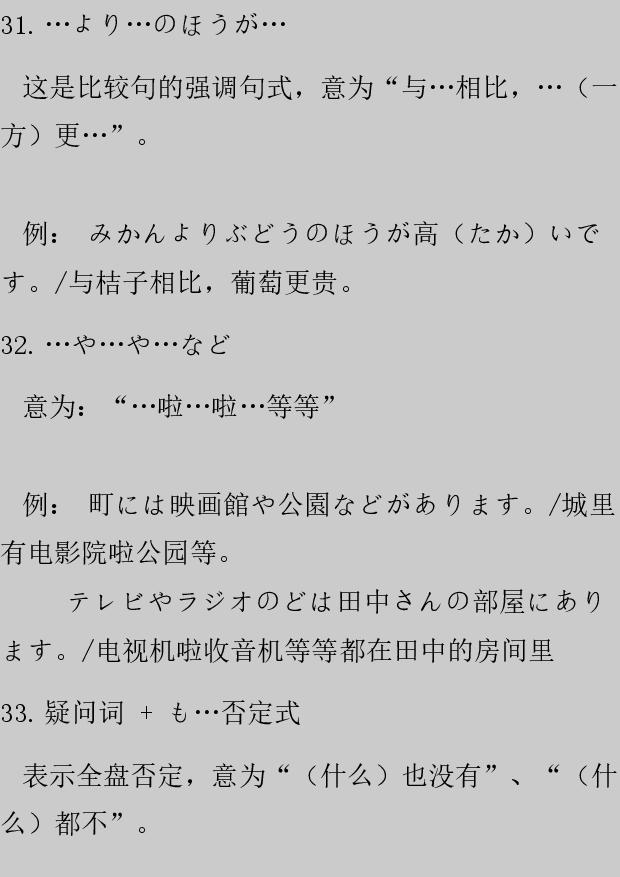 31. …より…のほうが…
这是比较句的强调句式，意为“与…相比，…（一
方）更…”。
例： みかんよりぶどうのほうが高（たか）いで
す。/与桔子相比，葡萄更贵。
32. …や…や…など
意为：“…啦…啦…等等”
例： 町には映画館や公園などがあります。/城里
有电影院啦公园等。
テレビやラジオのどは田中さんの部屋にあり
ます。/电视机啦收音机等等都在田中的房间里
33. 疑问词 + も…否定式
表示全盘否定，意为“（什么）也没有”、“（什
么）都不”。